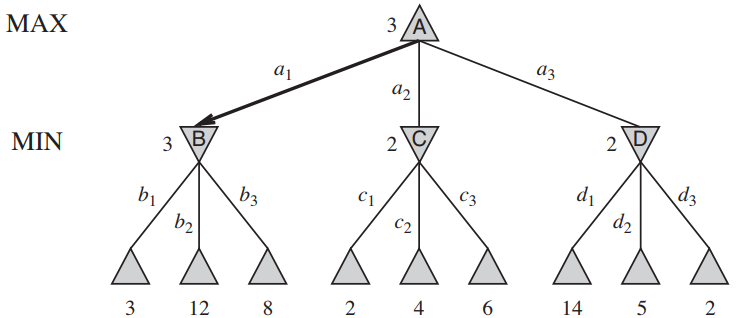 MAX 3 A
a1 a2 a3
MIN 3 B 2 C 2 D
b1 b2 b3 c1 c2 c3 d1 d2 d3
3 12 8 2 4 6 14 5 2